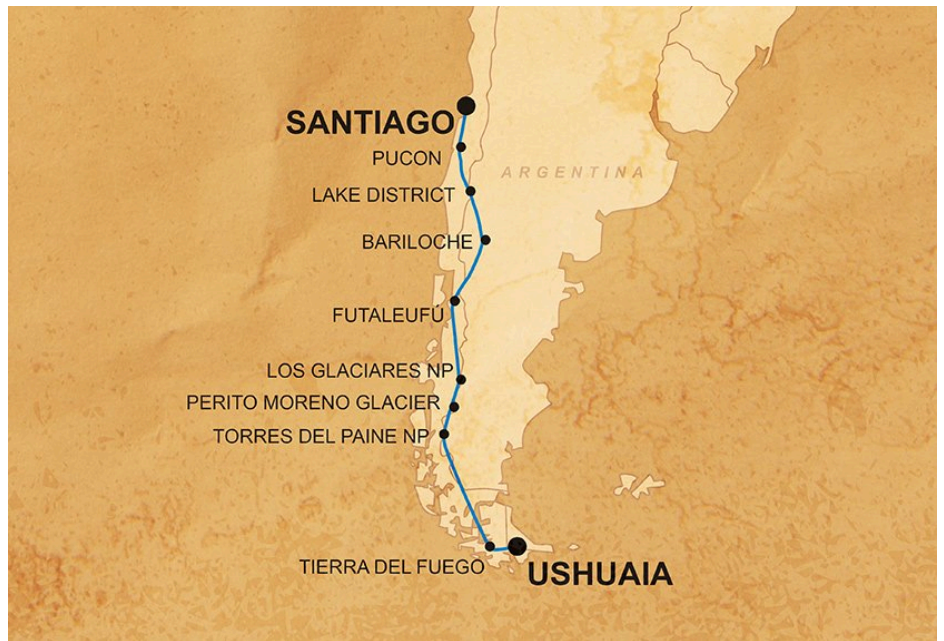 SANTIAGO
PUCON
ARGENTINA
LAKE DISTRICT
BARILOCHE
FUTALEUFÚ
LOS GLACIARES NP
PERITO MORENO GLACIER
TORRES DEL PAINE NP
TIERRA DEL FUEGO
USHUAIA